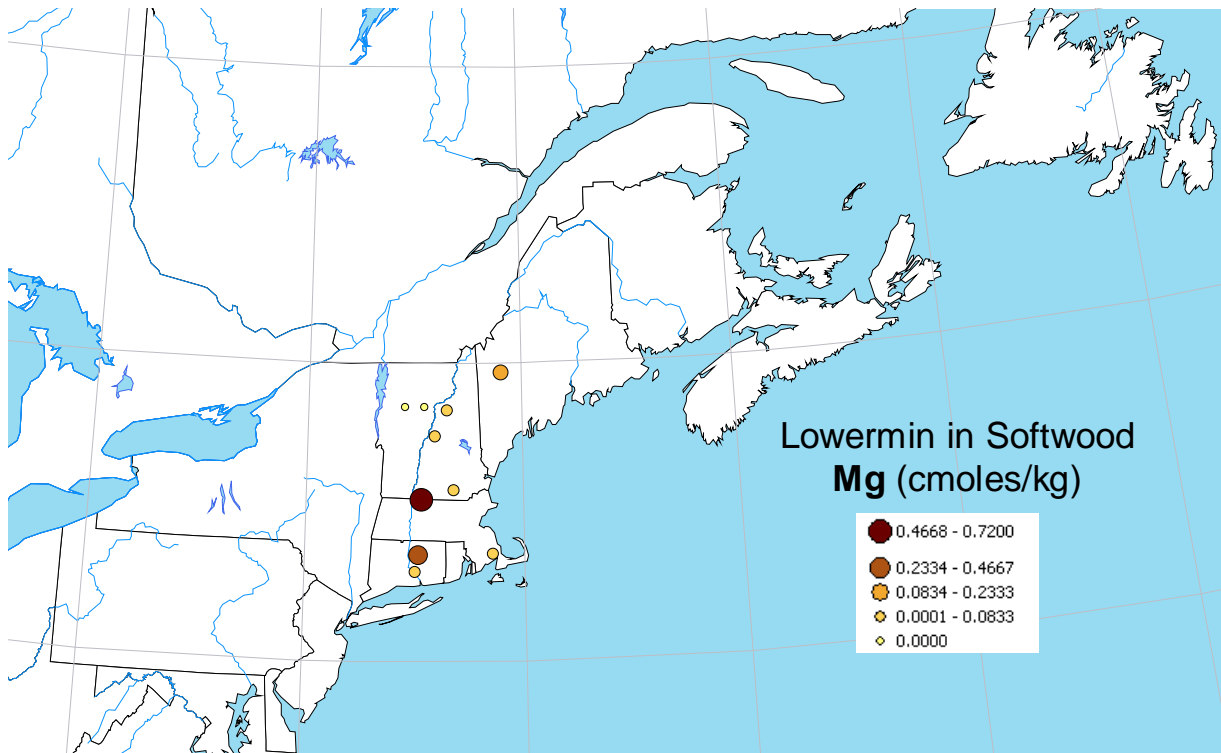 Lowermin in Softwood
Mg (cmoles/kg)
0.4668 - 0.7200
0.2334 - 0.4667
0.0834 - 0.2333
0.0001 - 0.0833
0.0000